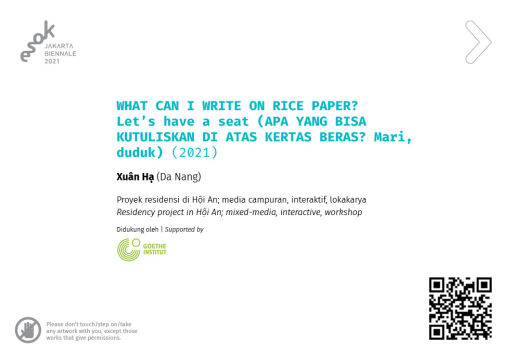 esok
JAKARTA
BIENNALE
2021
WHAT CAN I WRITE ON RICE PAPER?
Let's have a seat (APA YANG BISA
KUTULISKAN DI ATAS KERTAS BERAS? Mari,
duduk) (2021)
Xuân Hạ (Da Nang)
Proyek residensi di Hội An; media campuran, interaktif, lokakarya
Residency project in Hội An; mixed-media, interactive, workshop
Didukung oleh | Supported by
GOETHE
INSTITUT
Please don't touch/step on/take
any artwork with you, except those
works that give permissions.